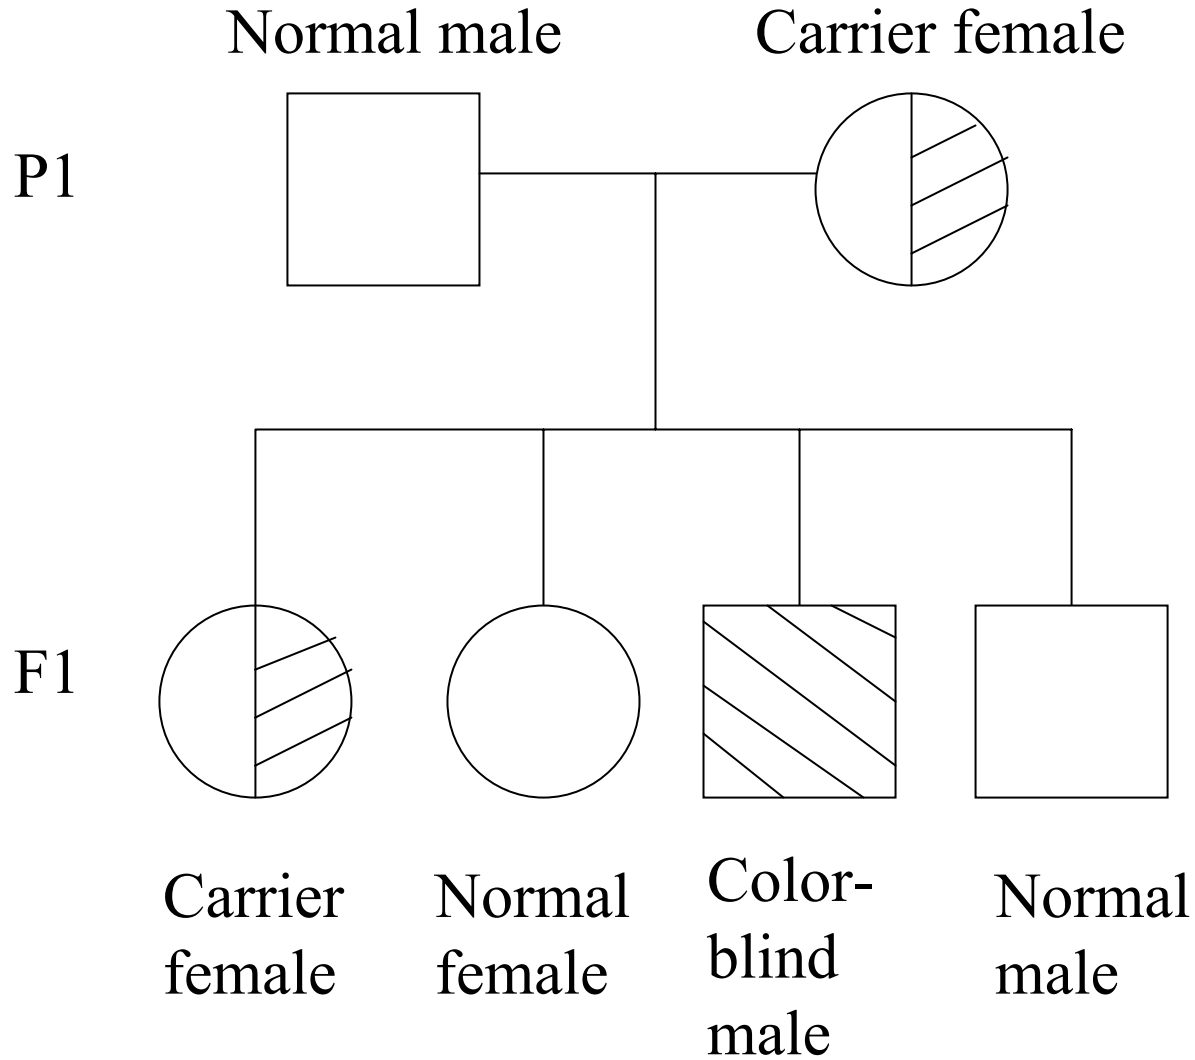 Normal male
Carrier female
P1
F1
Carrier
female
Normal
female
Color-
blind
male
Normal
male